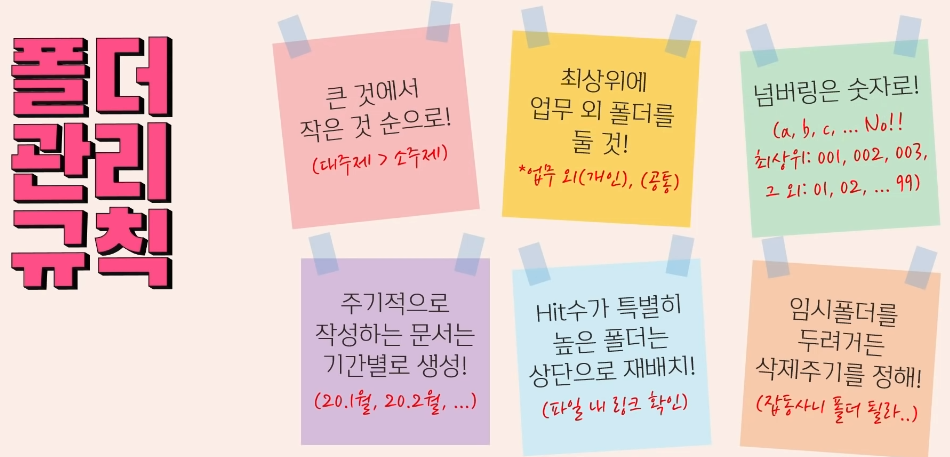 폴더
관리
규칙
큰 것에서
작은 것 순으로!
(대주제 > 소주제)
최상위에
업무 외 폴더를
둘 것!
*업무 외(개인), (공통)
넘버링은 숫자로!
(a, b, c, ... No!!
최상위: 001, 002, 003,
그 외: 01, 02, ... 99)
주기적으로
작성하는 문서는
기간별로 생성!
(20.1월, 20.2월, ...)
Hit수가 특별히
높은 폴더는
상단으로 재배치!
(파일 내 링크 확인)
임시폴더를
두려거든
삭제주기를 정해!
(잡동사니 폴더 될라..)